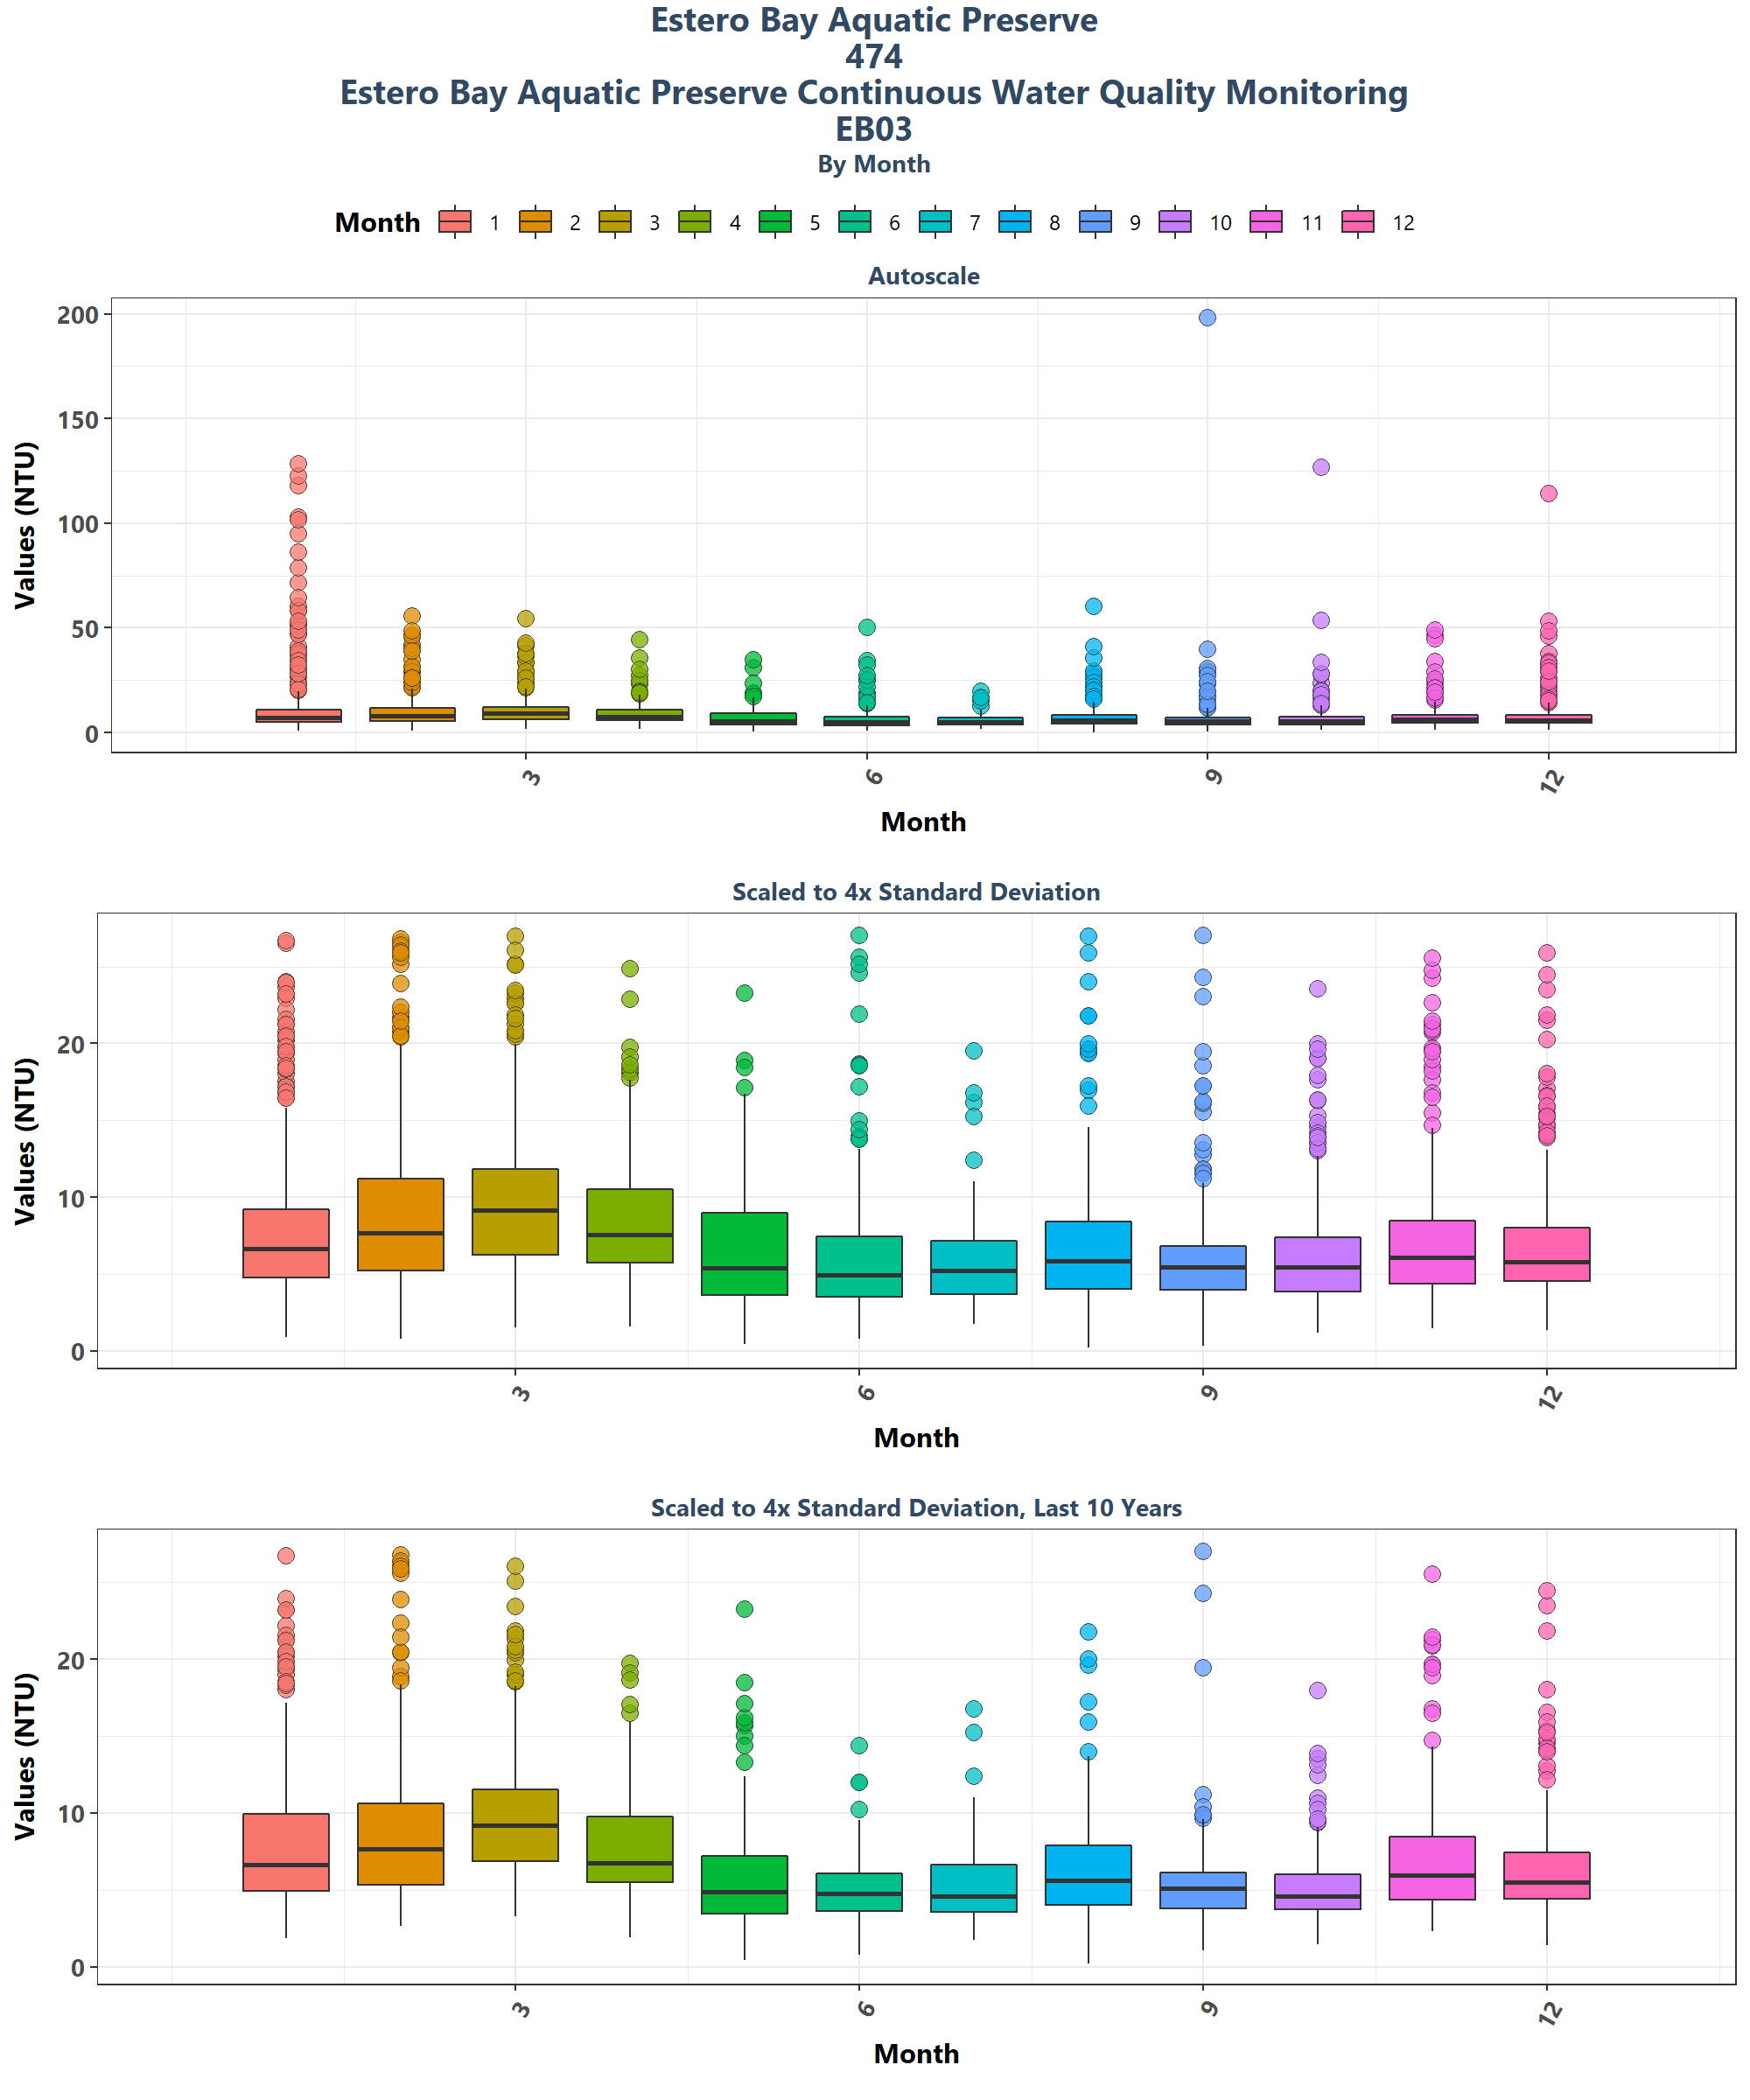 Estero Bay Aquatic Preserve
474
Estero Bay Aquatic Preserve Continuous Water Quality Monitoring
EB03
By Month
Month 1 2 3 4 5 6 7 8 9 10 11 12
Autoscale
Values (NTU)
200
150
100
50
0
3 6 9 12
Month
Scaled to 4x Standard Deviation
Values (NTU)
20
10
0
3 6 9 12
Month
Scaled to 4x Standard Deviation, Last 10 Years
Values (NTU)
20
10
0
3 6 9 12
Month